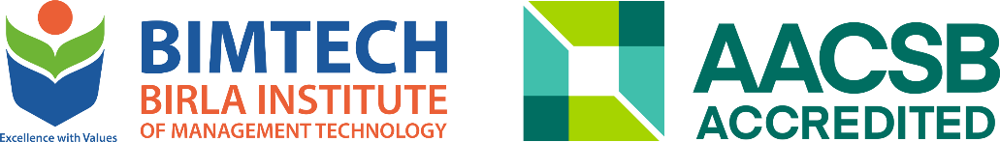 Excellence with Values
BIMTECH
BIRLA INSTITUTE
OF MANAGEMENT TECHNOLOGY
AACSB
ACCREDITED